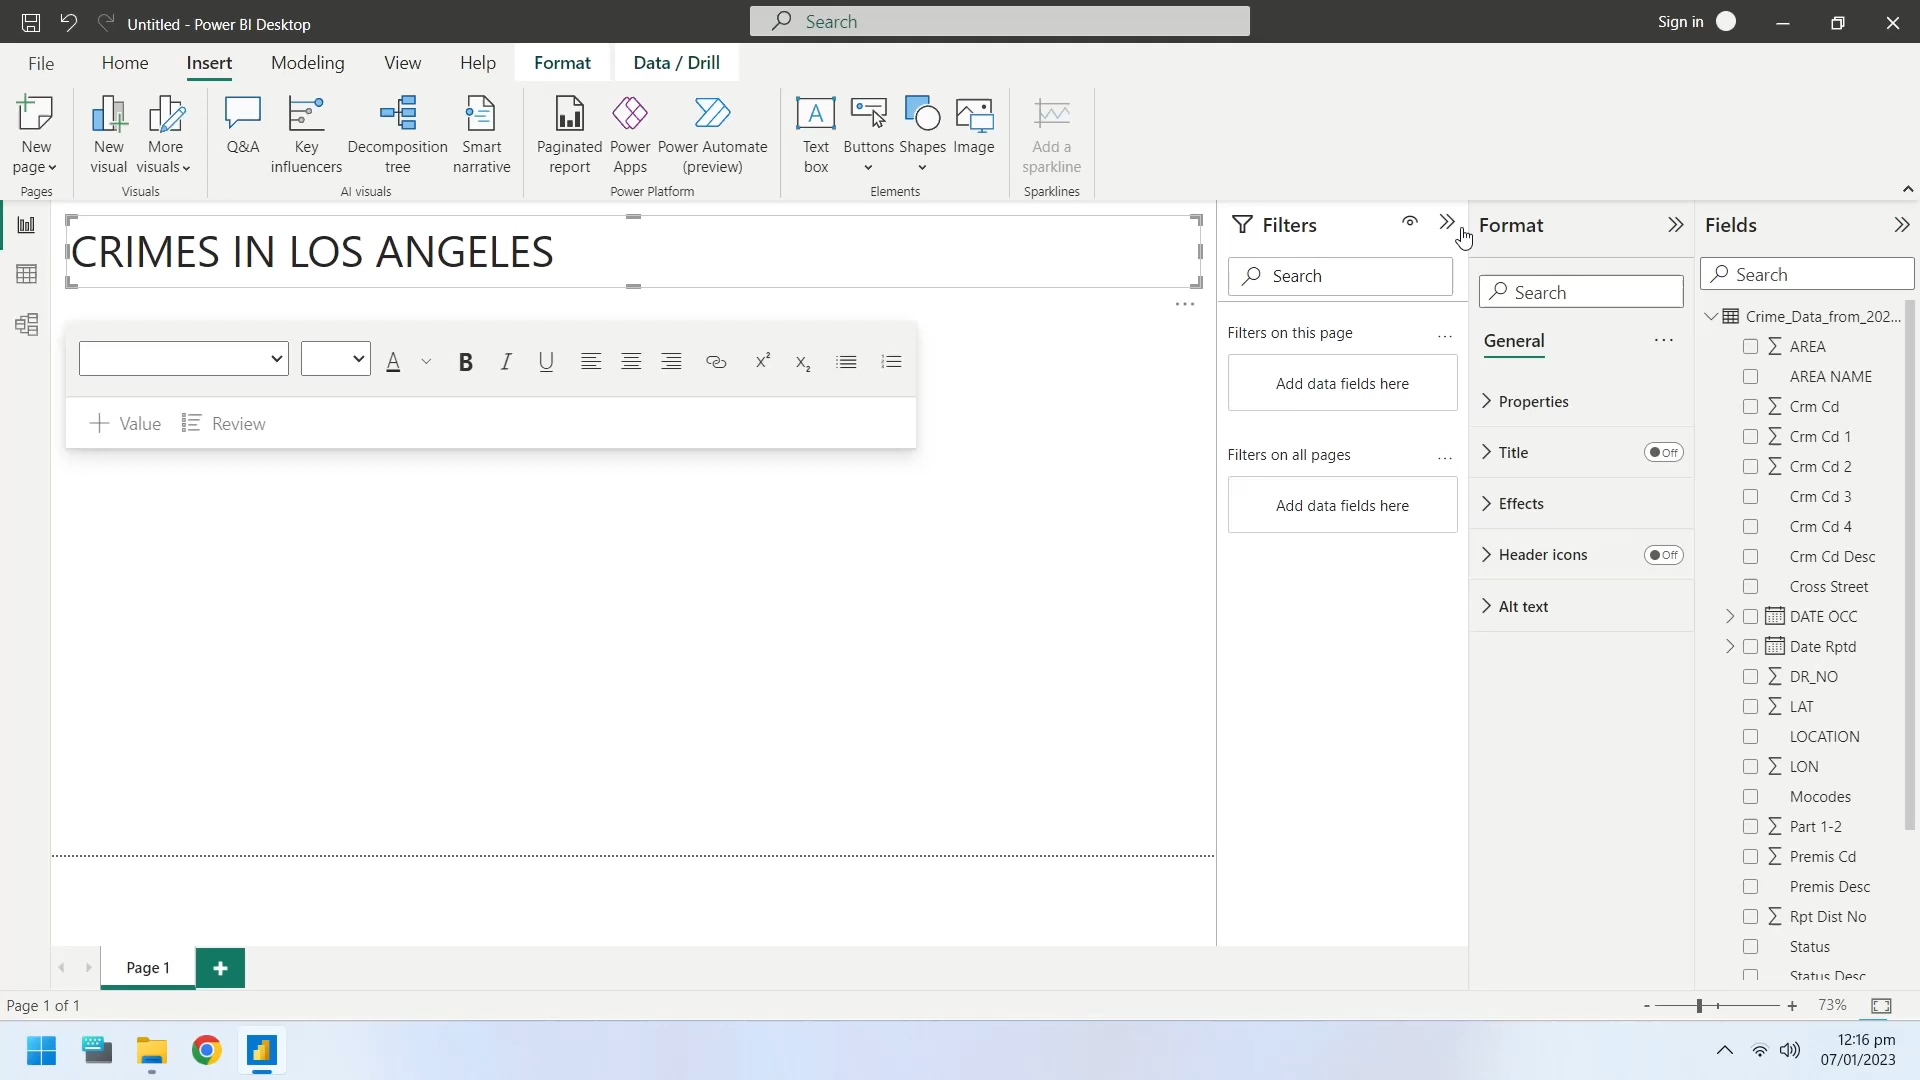 Untitled - Power BI Desktop
Search
Sign in
File
Home
Insert
Modeling
View
Help
Format
Data / Drill
New page
New visual
More visuals
Q&A
Key influencers
Decomposition tree
Smart narrative
Paginated report
Power Apps
Power Automate (preview)
Text box
Buttons
Shapes
Image
Add a sparkline
Pages
Visuals
AI visuals
Power Platform
Elements
Sparklines
CRIMES IN LOS ANGELES
Value
Review
Filters
Search
Filters on this page
Add data fields here
Filters on all pages
Add data fields here
Format
Search
General
Properties
Title
Off
Effects
Header icons
Off
Alt text
Fields
Search
Crime_Data_from_202...
AREA
AREA NAME
Crm Cd
Crm Cd 1
Crm Cd 2
Crm Cd 3
Crm Cd 4
Crm Cd Desc
Cross Street
DATE OCC
Date Rptd
DR_NO
LAT
LOCATION
LON
Mocodes
Part 1-2
Premis Cd
Premis Desc
Rpt Dist No
Status
Status Desc
Page 1
Page 1 of 1
73%
12:16 pm
07/01/2023